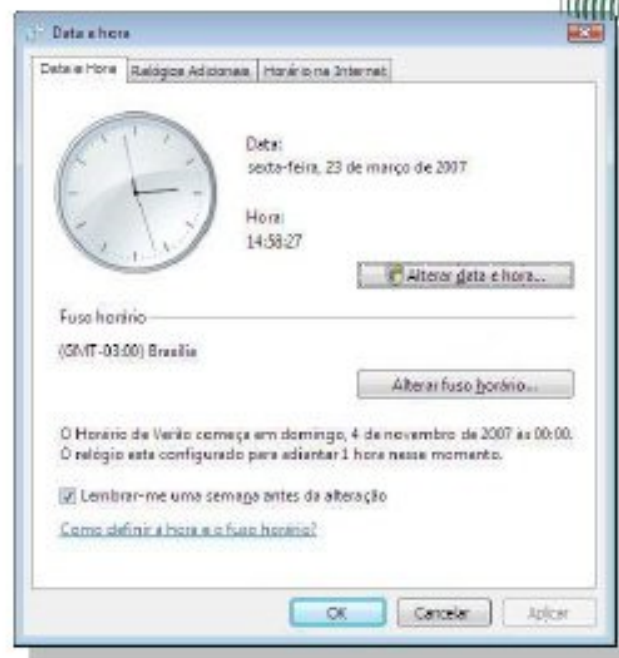 Data e hora
Data e Hora
Relógios Adicionais
Horário na Internet
Data:
sexta-feira, 23 de março de 2007
Hora:
14:58:27
Alterar data e hora...
Fuso horário
(GMT-03:00) Brasília
Alterar fuso horário...
O Horário de Verão começa em domingo, 4 de novembro de 2007 às 00:00.
O relógio esta configurado para adiantar 1 hora nesse momento.
Lembrar-me uma semana antes da alteração
Como definir a hora e o fuso horário?
OK
Cancelar
Aplicar